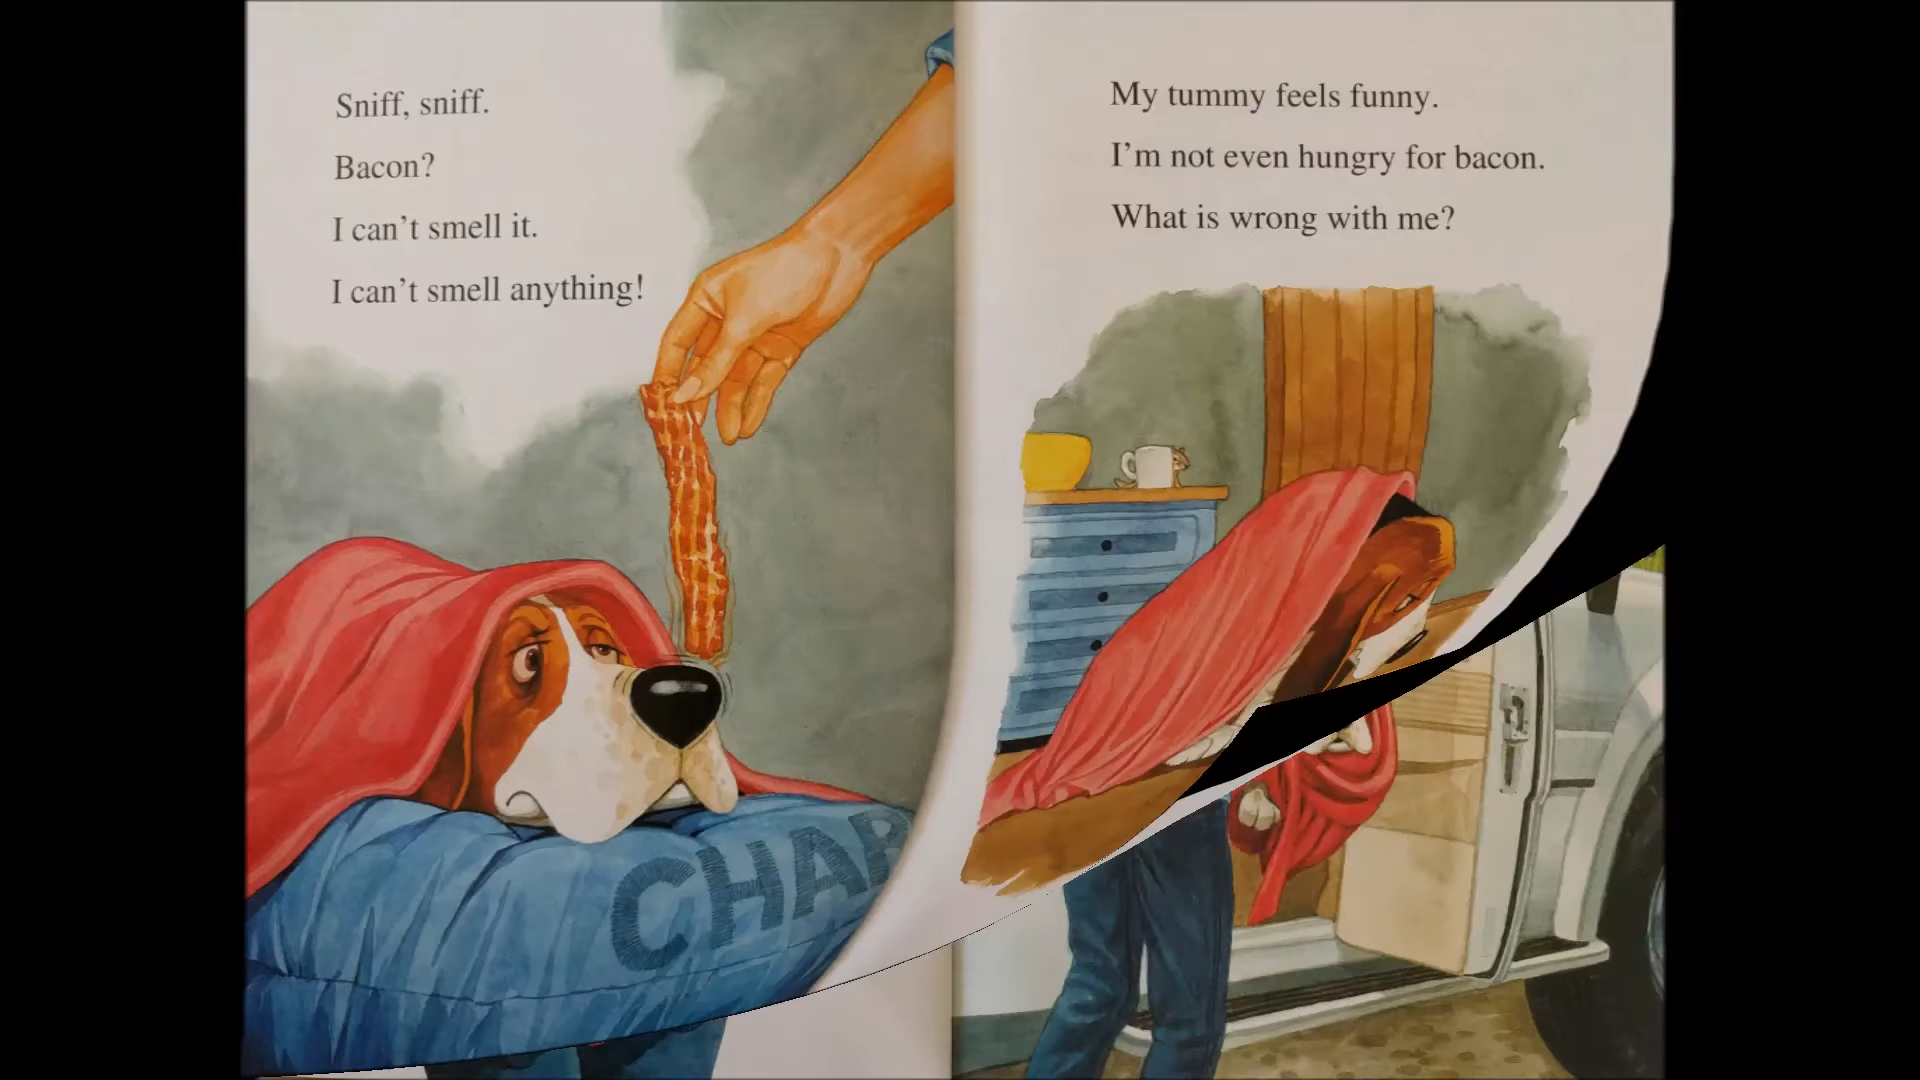 Sniff, sniff.
Bacon?
I can't smell it.
I can't smell anything!
CHAR
My tummy feels funny.
I'm not even hungry for bacon.
What is wrong with me?